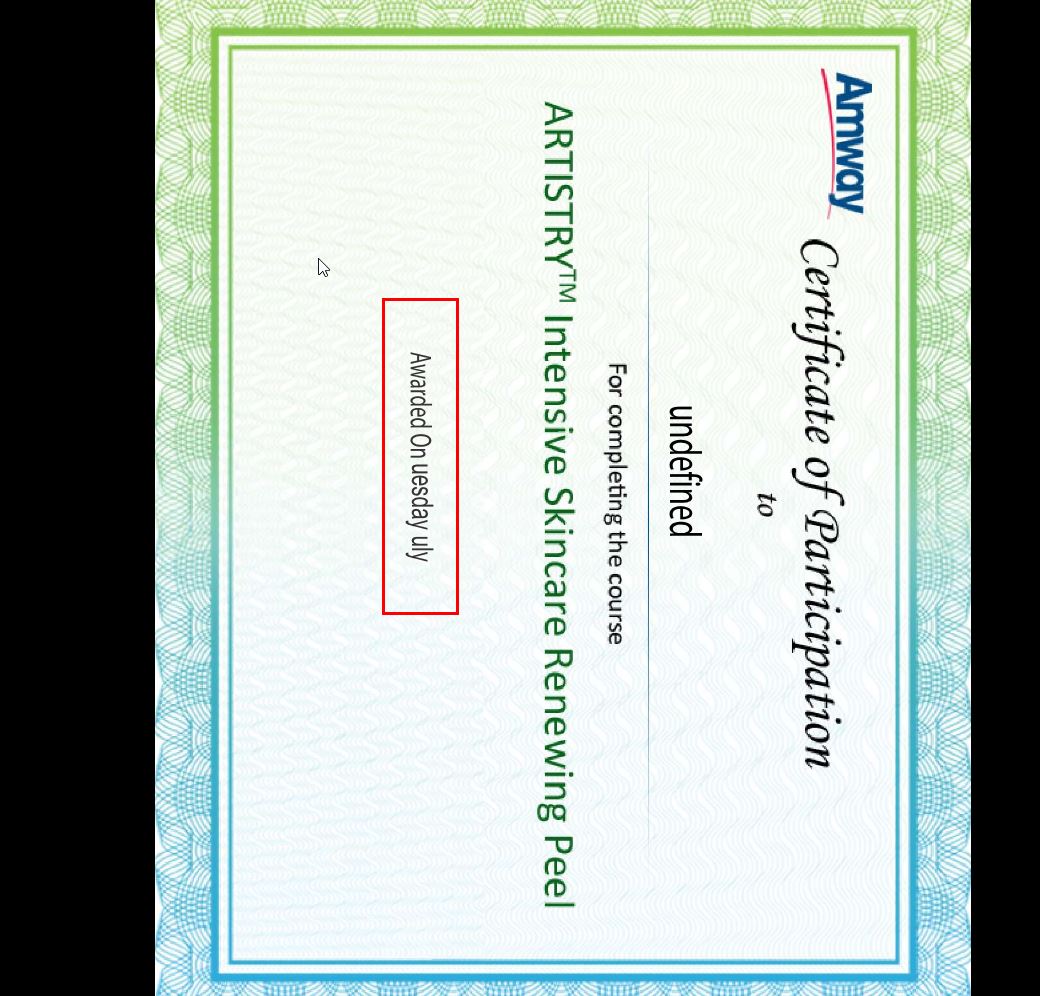 Amway
Certificate of Participation
to
undefined
For completing the course
ARTISTRY™ Intensive Skincare Renewing Peel
Awarded On uesday uly